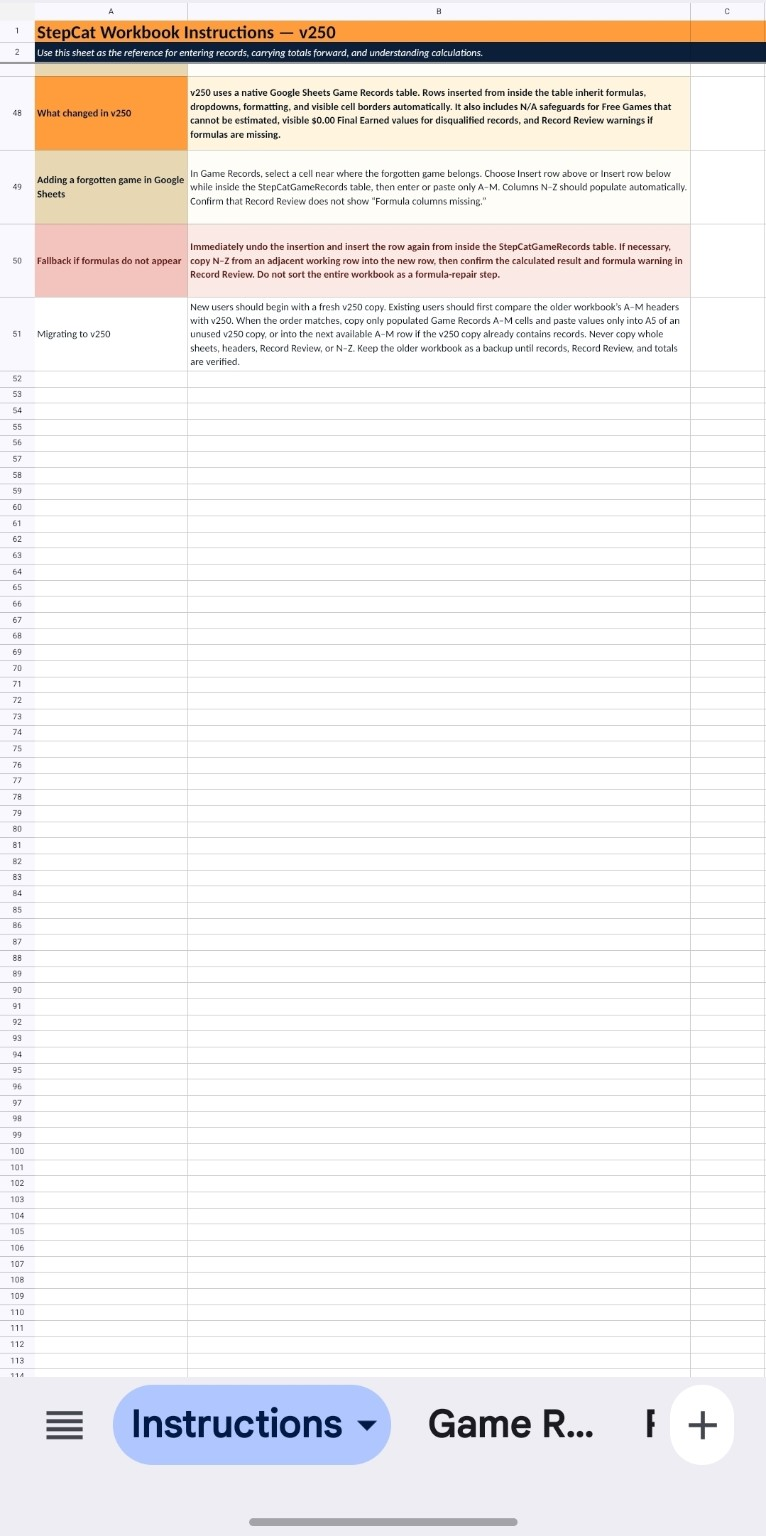 A B C
1 StepCat Workbook Instructions — v250
2 Use this sheet as the reference for entering records, carrying totals forward, and understanding calculations.
48 What changed in v250
v250 uses a native Google Sheets Game Records table. Rows inserted from inside the table inherit formulas,
dropdowns, formatting, and visible cell borders automatically. It also includes N/A safeguards for Free Games that
cannot be estimated, visible $0.00 Final Earned values for disqualified records, and Record Review warnings if
formulas are missing.
49 Adding a forgotten game in Google
Sheets
In Game Records, select a cell near where the forgotten game belongs. Choose Insert row above or Insert row below
while inside the StepCatGameRecords table, then enter or paste only A–M. Columns N–Z should populate automatically.
Confirm that Record Review does not show “Formula columns missing.”
50 Fallback if formulas do not appear
Immediately undo the insertion and insert the row again from inside the StepCatGameRecords table. If necessary,
copy N–Z from an adjacent working row into the new row, then confirm the calculated result and formula warning in
Record Review. Do not sort the entire workbook as a formula-repair step.
51 Migrating to v250
New users should begin with a fresh v250 copy. Existing users should first compare the older workbook’s A–M headers
with v250. When the order matches, copy only populated Game Records A–M cells and paste values only into A5 of an
unused v250 copy, or into the next available A–M row if the v250 copy already contains records. Never copy whole
sheets, headers, Record Review, or N–Z. Keep the older workbook as a backup until records, Record Review, and totals
are verified.
52
53
54
55
56
57
58
59
60
61
62
63
64
65
66
67
68
69
70
71
72
73
74
75
76
77
78
79
80
81
82
83
84
85
86
87
88
89
90
91
92
93
94
95
96
97
98
99
100
101
102
103
104
105
106
107
108
109
110
111
112
113
114
Instructions Game R...